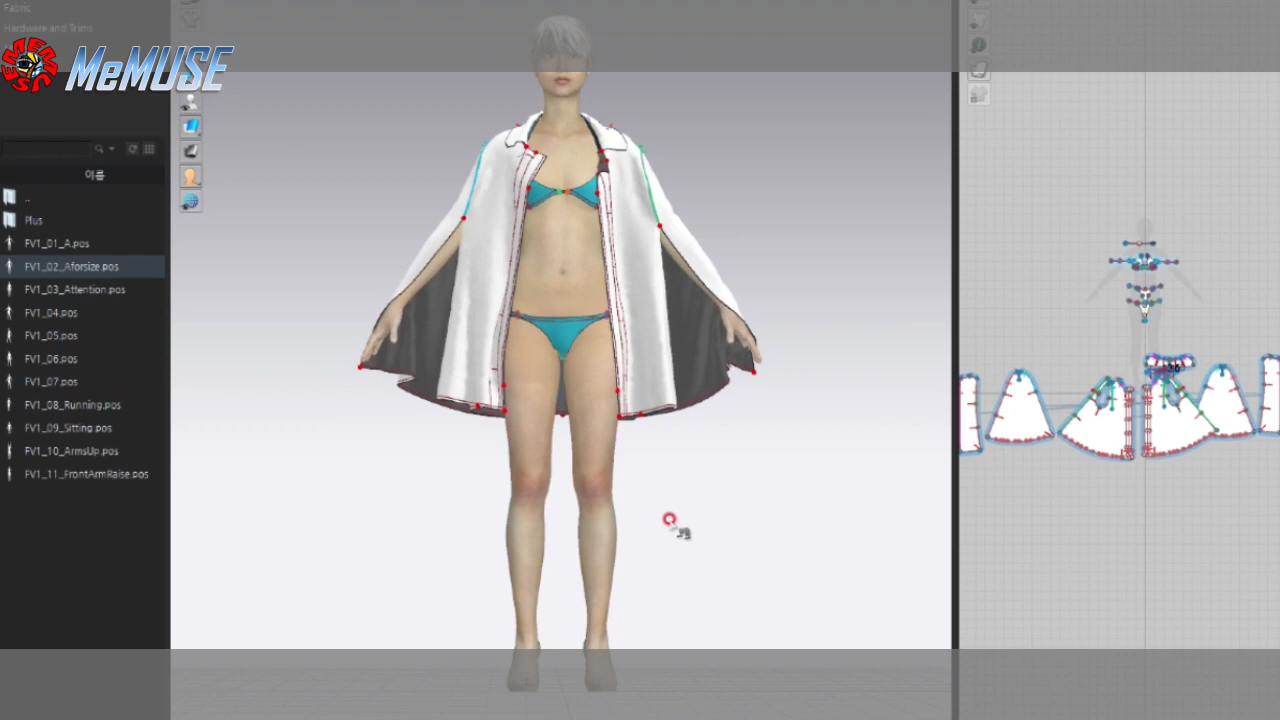 Fabric
Hardware and Trims
MeMUSE
이름
..
Plus
FV1_01_A.pos
FV1_02_Aforsize.pos
FV1_03_Attention.pos
FV1_04.pos
FV1_05.pos
FV1_06.pos
FV1_07.pos
FV1_08_Running.pos
FV1_09_Sitting.pos
FV1_10_ArmsUp.pos
FV1_11_FrontArmRaise.pos